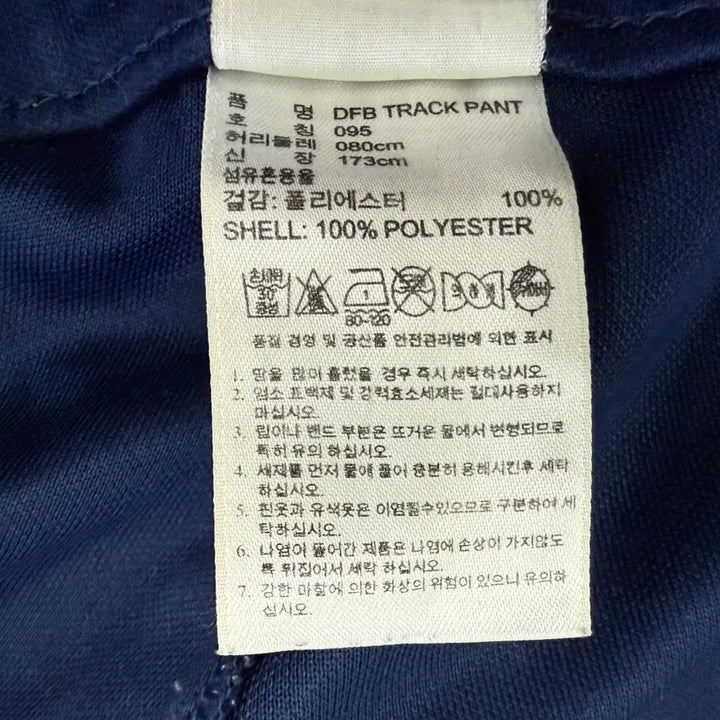 품 명 DFB TRACK PANT
호 칭 095
허리둘레 080cm
신 장 173cm
섬유혼용율
겉감: 폴리에스터 100%
SHELL: 100% POLYESTER
손세탁
30
중성
1
80-120
품질 경영 및 공산품 안전관리법에 의한 표시
1. 땀을 많이 흘렸을 경우 즉시 세탁하십시오.
2. 염소 표백제 및 강력효소세재는 절대사용하지
마십시오.
3. 립이나 밴드 부분은 뜨거운 물에서 변형되므로
특히 유의 하십시오.
4. 세제를 먼저 물에 풀어 충분히 용해시킨후 세탁
하십시오.
5. 흰옷과 유색옷은 이염될수있으므로 구분하여 세
탁하십시오.
6. 나염이 들어간 제품은 나염에 손상이 가지않도
록 뒤집어서 세탁 하십시오.
7. 강한 마찰에 의한 화상의 위험이 있으니 유의하
십시오.